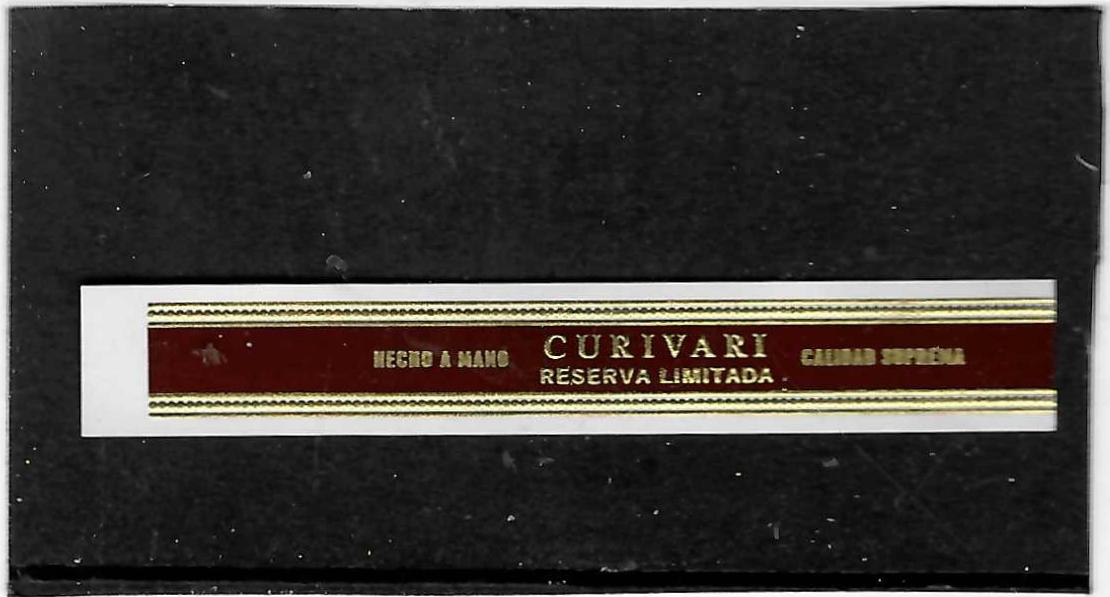 HECHO A MANO
CURIVARI
RESERVA LIMITADA
CALIDAD SUPREMA